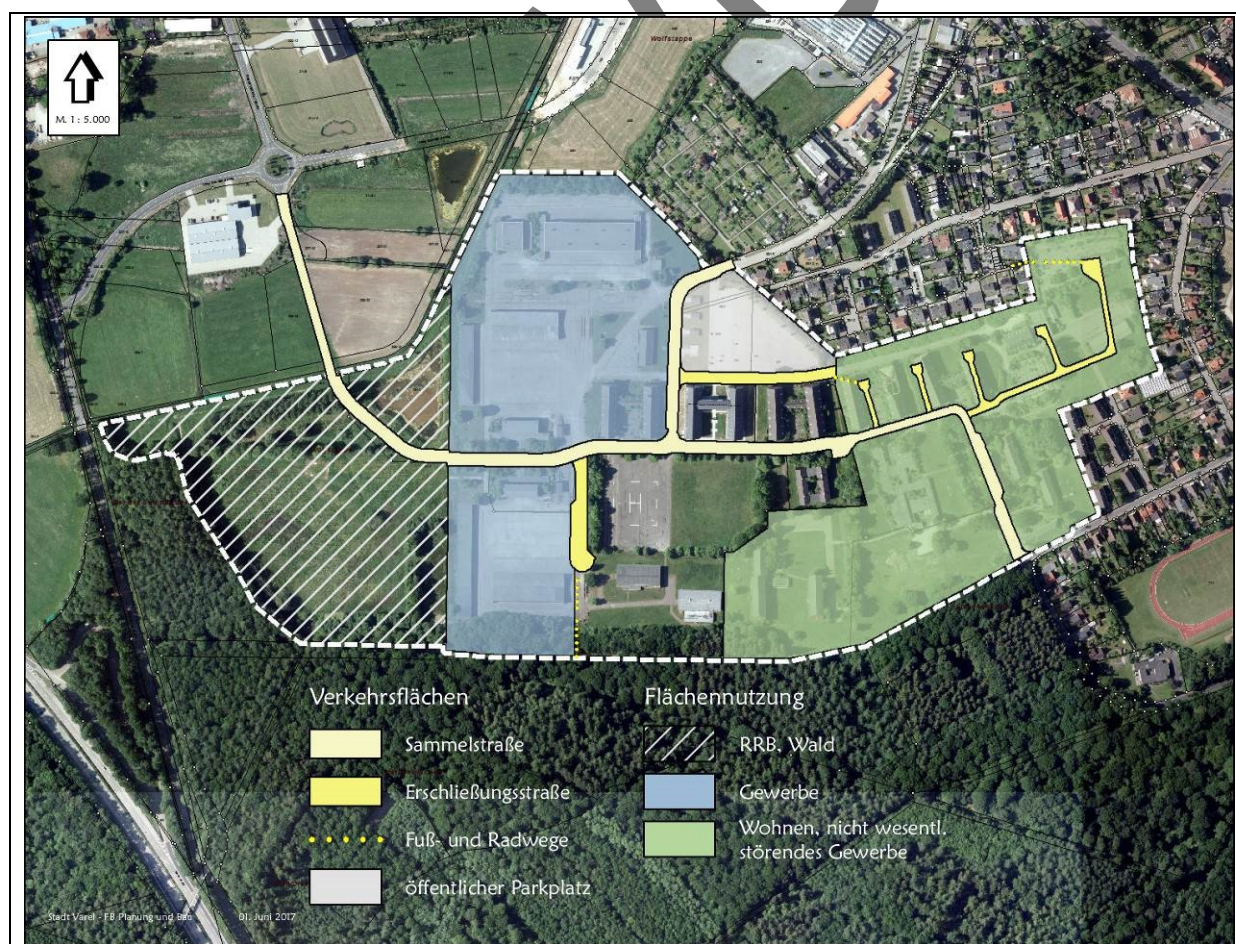 Wolfstappe
M. 1 : 5.000
Verkehrsflächen
Sammelstraße
Erschließungsstraße
Fuß- und Radwege
öffentlicher Parkplatz
Flächennutzung
RRB, Wald
Gewerbe
Wohnen, nicht wesentl.
störendes Gewerbe
Stadt Varel - FB Planung und Bau
01. Juni 2017